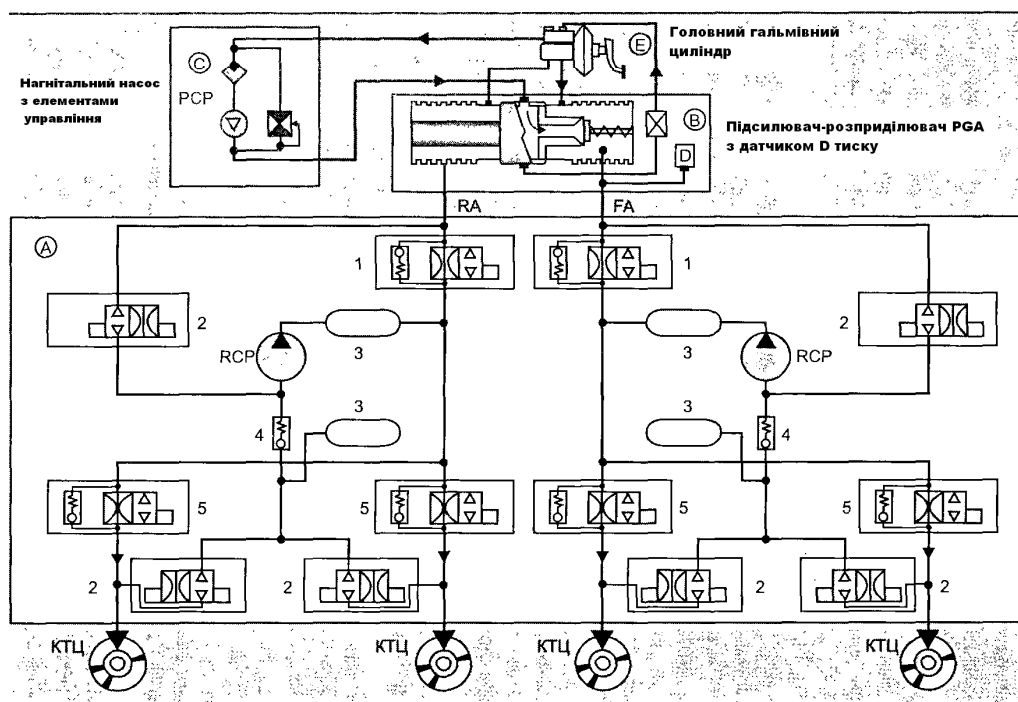 Нагнітальний насос
з елементами
управління
C
PCP
E
Головний гальмівний
циліндр
B
D
Підсилювач-розприділювач PGA
з датчиком D тиску
RA
FA
A
1
1
2
2
RCP
3
3
RCP
3
3
4
4
5
5
5
5
2
2
2
2
КТЦ
КТЦ
КТЦ
КТЦ